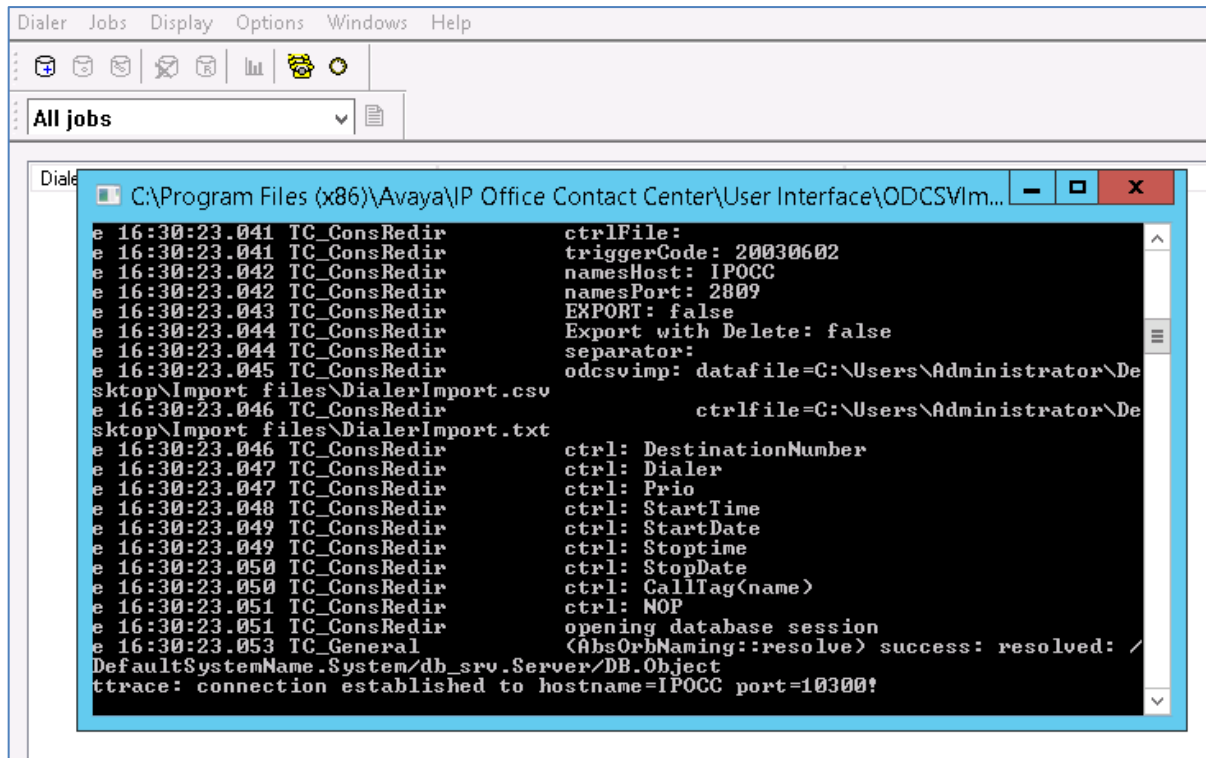 Dialer Jobs Display Options Windows Help
All jobs
Diale
C:\Program Files (x86)\Avaya\IP Office Contact Center\User Interface\ODCSVIm...
e 16:30:23.041 TC_ConsRedir ctrlFile:
e 16:30:23.041 TC_ConsRedir triggerCode: 20030602
e 16:30:23.042 TC_ConsRedir namesHost: IPOCC
e 16:30:23.042 TC_ConsRedir namesPort: 2809
e 16:30:23.043 TC_ConsRedir EXPORT: false
e 16:30:23.044 TC_ConsRedir Export with Delete: false
e 16:30:23.044 TC_ConsRedir separator:
e 16:30:23.045 TC_ConsRedir odcsvimp: datafile=C:\Users\Administrator\De
sktop\Import files\DialerImport.csv
e 16:30:23.046 TC_ConsRedir ctrlfile=C:\Users\Administrator\De
sktop\Import files\DialerImport.txt
e 16:30:23.046 TC_ConsRedir ctrl: DestinationNumber
e 16:30:23.047 TC_ConsRedir ctrl: Dialer
e 16:30:23.047 TC_ConsRedir ctrl: Prio
e 16:30:23.048 TC_ConsRedir ctrl: StartTime
e 16:30:23.049 TC_ConsRedir ctrl: StartDate
e 16:30:23.049 TC_ConsRedir ctrl: Stoptime
e 16:30:23.050 TC_ConsRedir ctrl: StopDate
e 16:30:23.050 TC_ConsRedir ctrl: CallTag(name)
e 16:30:23.051 TC_ConsRedir ctrl: NOP
e 16:30:23.051 TC_ConsRedir opening database session
e 16:30:23.053 TC_General (AbsOrbNaming::resolve) success: resolved: /
DefaultSystemName.System/db_srv.Server/DB.Object
ttrace: connection established to hostname=IPOCC port=10300!